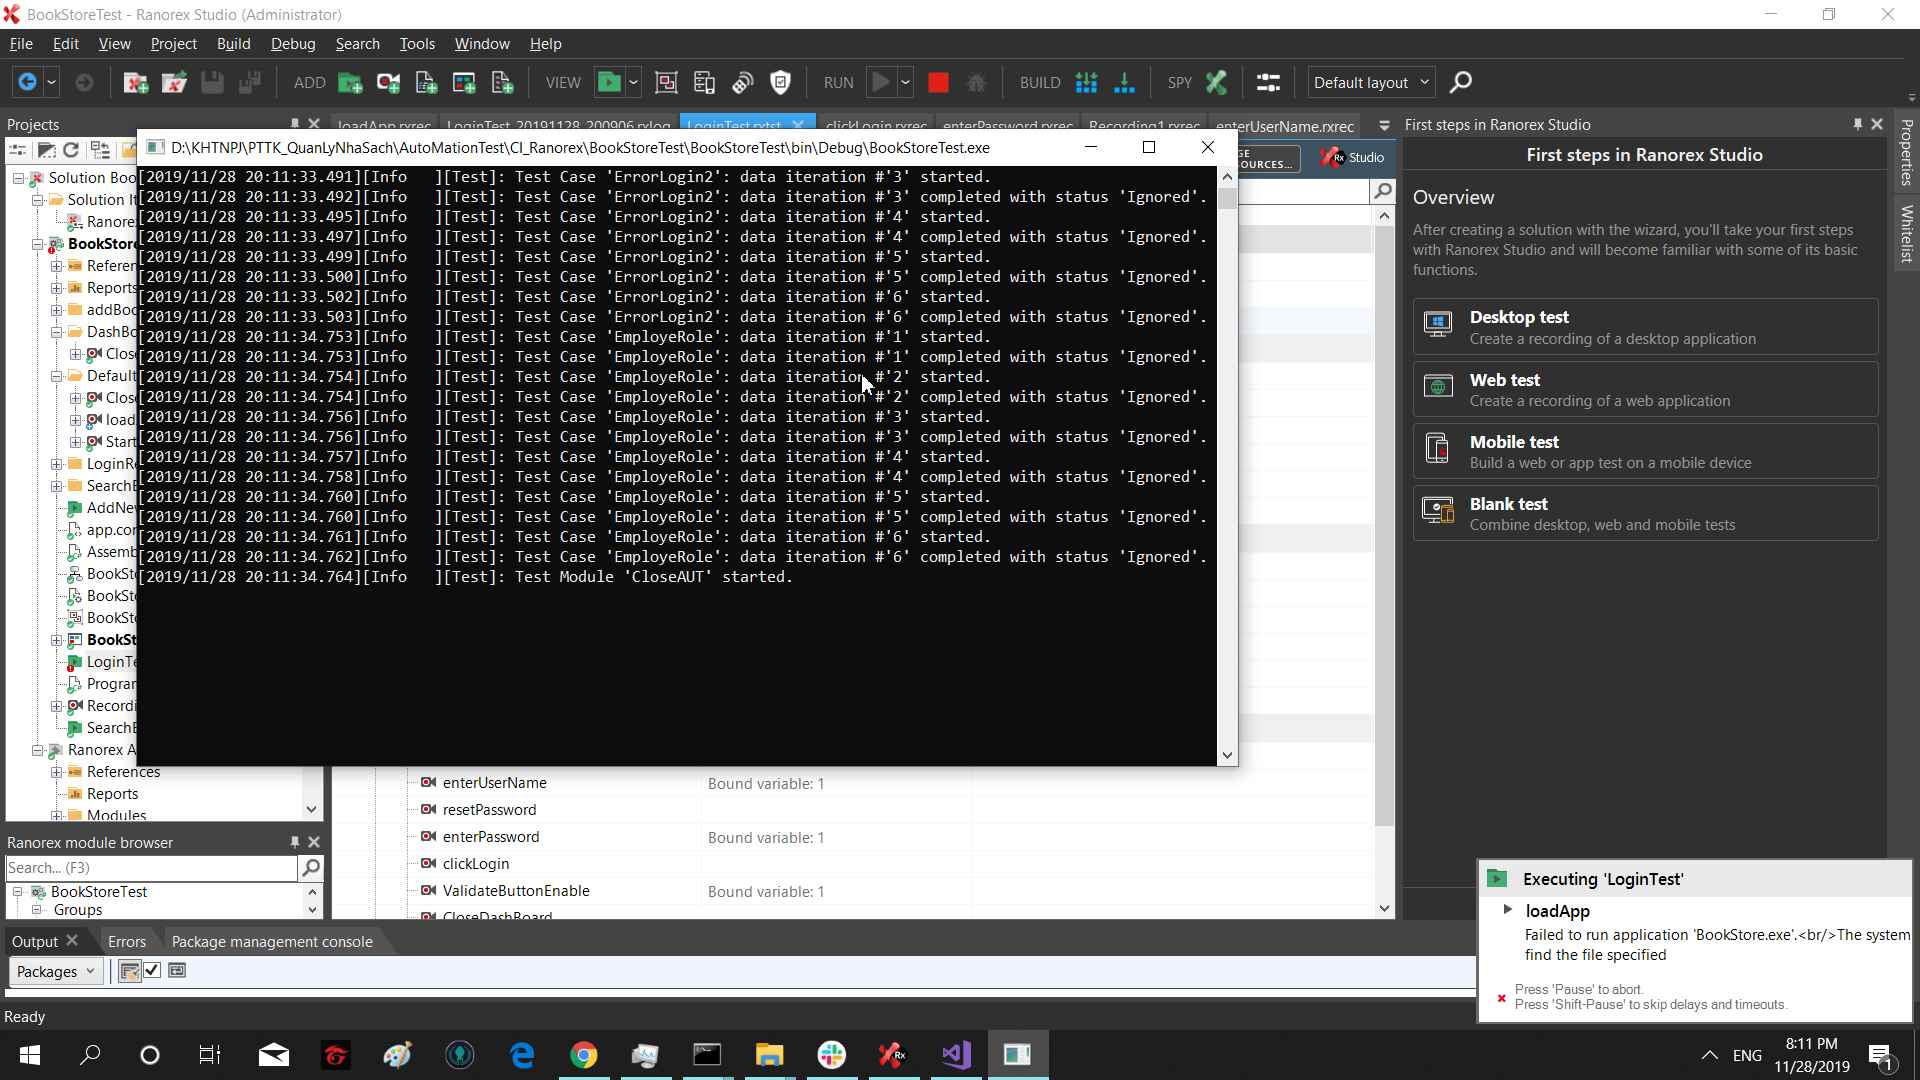 BookStoreTest - Ranorex Studio (Administrator)
File Edit View Project Build Debug Search Tools Window Help
ADD VIEW RUN BUILD SPY Default layout
Projects
loadApp.rxrec LoginTest_20191128_200906.rxlog LoginTest.rxtst clickLogin.rxrec enterPassword.rxrec Recording1.rxrec enterUserName.rxrec
D:\KHTNPJ\PTTK_QuanLyNhaSach\AutoMationTest\CI_Ranorex\BookStoreTest\BookStoreTest\bin\Debug\BookStoreTest.exe
[2019/11/28 20:11:33.491][Info   ][Test]: Test Case 'ErrorLogin2': data iteration #'3' started.
[2019/11/28 20:11:33.492][Info   ][Test]: Test Case 'ErrorLogin2': data iteration #'3' completed with status 'Ignored'.
[2019/11/28 20:11:33.495][Info   ][Test]: Test Case 'ErrorLogin2': data iteration #'4' started.
[2019/11/28 20:11:33.497][Info   ][Test]: Test Case 'ErrorLogin2': data iteration #'4' completed with status 'Ignored'.
[2019/11/28 20:11:33.499][Info   ][Test]: Test Case 'ErrorLogin2': data iteration #'5' started.
[2019/11/28 20:11:33.500][Info   ][Test]: Test Case 'ErrorLogin2': data iteration #'5' completed with status 'Ignored'.
[2019/11/28 20:11:33.502][Info   ][Test]: Test Case 'ErrorLogin2': data iteration #'6' started.
[2019/11/28 20:11:33.503][Info   ][Test]: Test Case 'ErrorLogin2': data iteration #'6' completed with status 'Ignored'.
[2019/11/28 20:11:34.753][Info   ][Test]: Test Case 'EmployeRole': data iteration #'1' started.
[2019/11/28 20:11:34.753][Info   ][Test]: Test Case 'EmployeRole': data iteration #'1' completed with status 'Ignored'.
[2019/11/28 20:11:34.754][Info   ][Test]: Test Case 'EmployeRole': data iteration #'2' started.
[2019/11/28 20:11:34.754][Info   ][Test]: Test Case 'EmployeRole': data iteration #'2' completed with status 'Ignored'.
[2019/11/28 20:11:34.756][Info   ][Test]: Test Case 'EmployeRole': data iteration #'3' started.
[2019/11/28 20:11:34.756][Info   ][Test]: Test Case 'EmployeRole': data iteration #'3' completed with status 'Ignored'.
[2019/11/28 20:11:34.757][Info   ][Test]: Test Case 'EmployeRole': data iteration #'4' started.
[2019/11/28 20:11:34.758][Info   ][Test]: Test Case 'EmployeRole': data iteration #'4' completed with status 'Ignored'.
[2019/11/28 20:11:34.760][Info   ][Test]: Test Case 'EmployeRole': data iteration #'5' started.
[2019/11/28 20:11:34.760][Info   ][Test]: Test Case 'EmployeRole': data iteration #'5' completed with status 'Ignored'.
[2019/11/28 20:11:34.761][Info   ][Test]: Test Case 'EmployeRole': data iteration #'6' started.
[2019/11/28 20:11:34.762][Info   ][Test]: Test Case 'EmployeRole': data iteration #'6' completed with status 'Ignored'.
[2019/11/28 20:11:34.764][Info   ][Test]: Test Module 'CloseAUT' started.
Solution Boo
Solution It
Ranore
BookStore
Referen
Reports
addBoo
DashBo
Clos
Default
Clos
load
Start
LoginRe
SearchB
AddNe
app.con
Assemb
BookSto
BookSto
BookSto
BookSt
LoginTe
Program
Recordi
SearchB
Ranorex A
References
Reports
Modules
Ranorex module browser
Search... (F3)
BookStoreTest
Groups
enterUserName Bound variable: 1
resetPassword
enterPassword Bound variable: 1
clickLogin
ValidateButtonEnable Bound variable: 1
CloseDashBoard
SOURCES...
Studio
First steps in Ranorex Studio
First steps in Ranorex Studio
Overview
After creating a solution with the wizard, you'll take your first steps
with Ranorex Studio and will become familiar with some of its basic
functions.
Desktop test
Create a recording of a desktop application
Web test
Create a recording of a web application
Mobile test
Build a web or app test on a mobile device
Blank test
Combine desktop, web and mobile tests
Properties
Whitelist
Executing 'LoginTest'
loadApp
Failed to run application 'BookStore.exe'.<br/>The system
find the file specified
Press 'Pause' to abort.
Press 'Shift-Pause' to skip delays and timeouts.
Output Errors Package management console
Packages
Ready
ENG
8:11 PM
11/28/2019
1